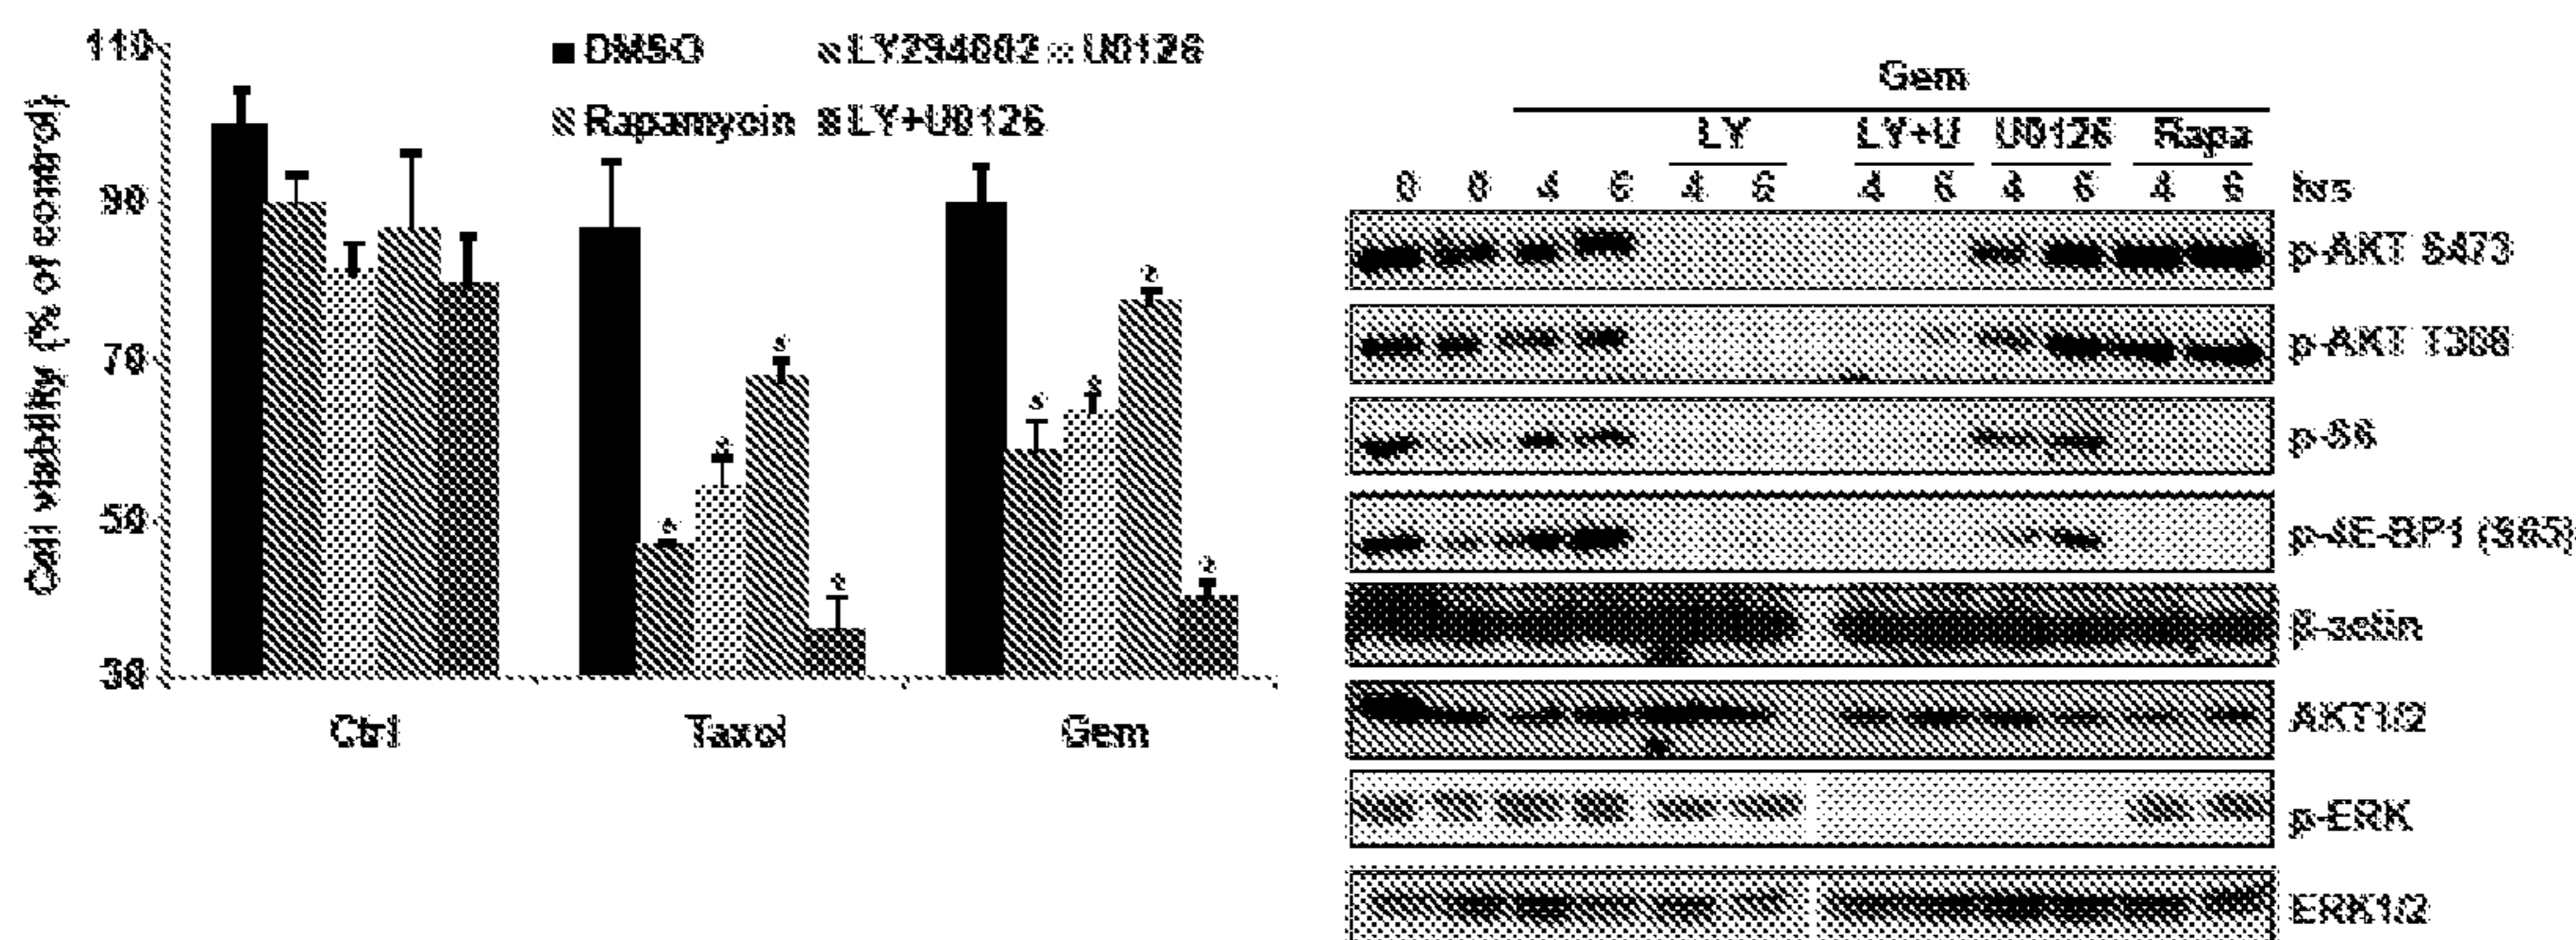 110
90
70
50
30
Cell viability (% of control)
DMSO LY294002 U0126
Rapamycin LY+U0126
Ctrl Taxol Gem
Gem
LY LY+U U0126 Rapa
0 0 4 6 4 6 4 6 4 6 4 6 hrs
p-AKT S473
p-AKT T308
p-S6
p-4E-BP1 (S65)
β-actin
AKT1/2
p-ERK
ERK1/2